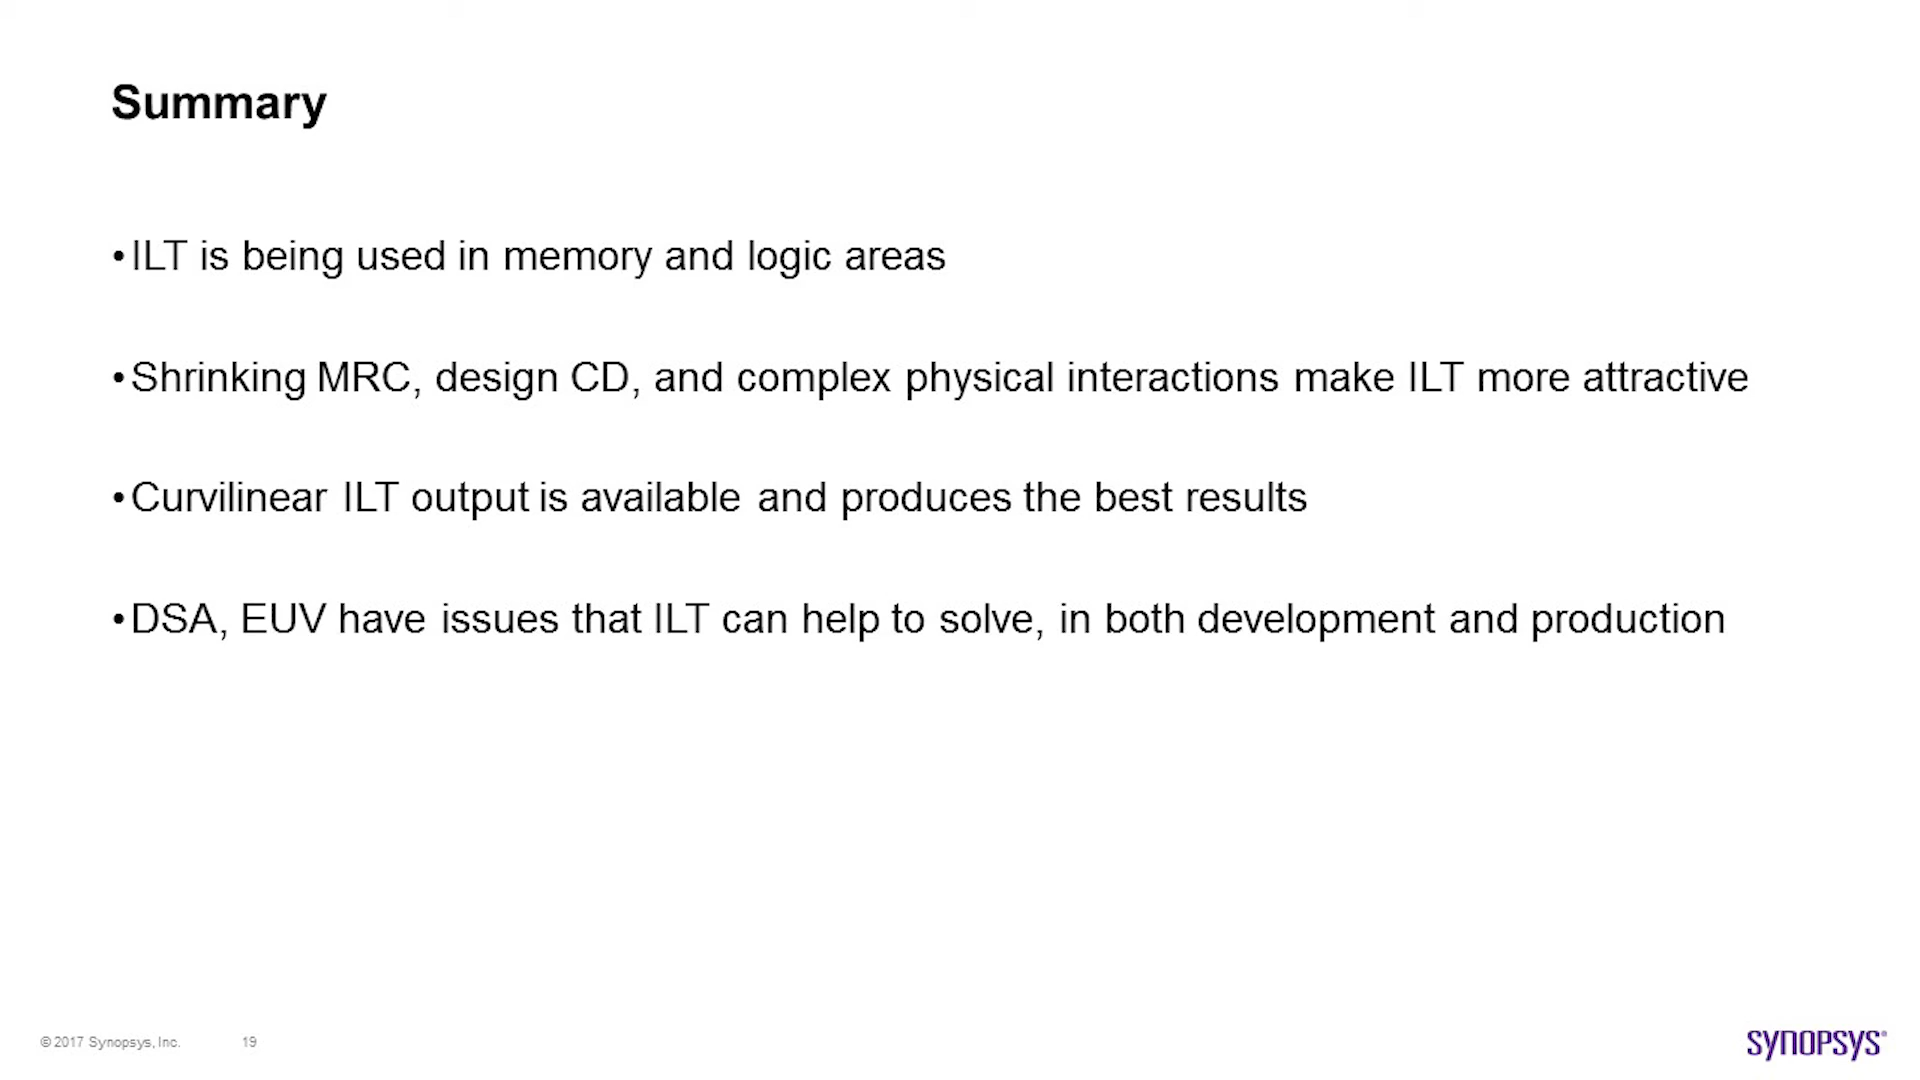 Summary
•ILT is being used in memory and logic areas
•Shrinking MRC, design CD, and complex physical interactions make ILT more attractive
•Curvilinear ILT output is available and produces the best results
•DSA, EUV have issues that ILT can help to solve, in both development and production
© 2017 Synopsys, Inc. 19
SYNOPSYS®